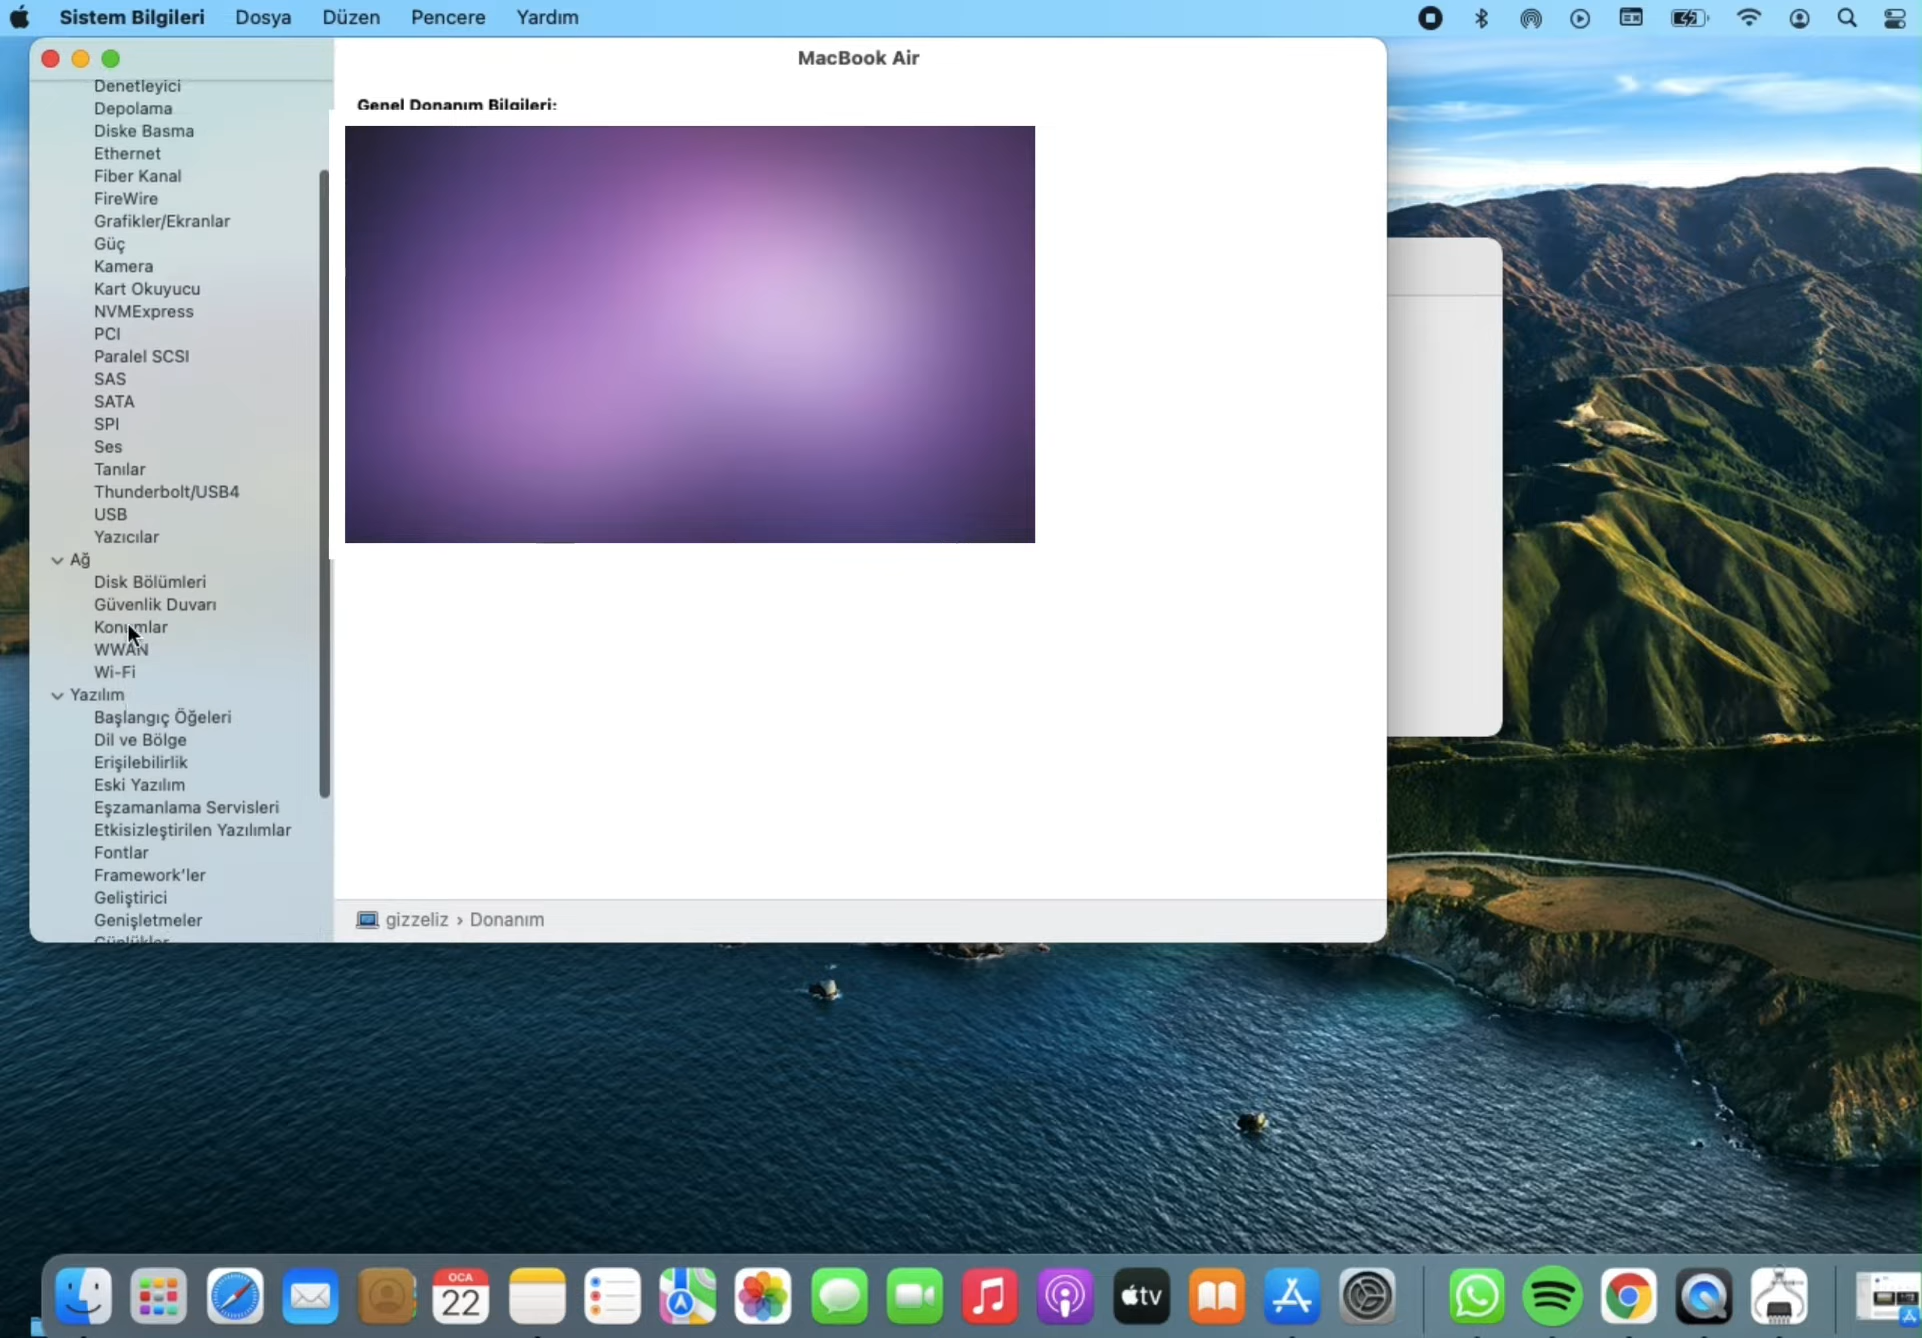 Sistem Bilgileri Dosya Düzen Pencere Yardım
MacBook Air
Denetleyici
Depolama
Diske Basma
Ethernet
Fiber Kanal
FireWire
Grafikler/Ekranlar
Güç
Kamera
Kart Okuyucu
NVMExpress
PCI
Paralel SCSI
SAS
SATA
SPI
Ses
Tanılar
Thunderbolt/USB4
USB
Yazıcılar
Ağ
Disk Bölümleri
Güvenlik Duvarı
Konumlar
WWAN
Wi-Fi
Yazılım
Başlangıç Öğeleri
Dil ve Bölge
Erişilebilirlik
Eski Yazılım
Eşzamanlama Servisleri
Etkisizleştirilen Yazılımlar
Fontlar
Framework'ler
Geliştirici
Genişletmeler
Günlükler
Genel Donanım Bilgileri:
gizzeliz › Donanım
OCA
22
tv